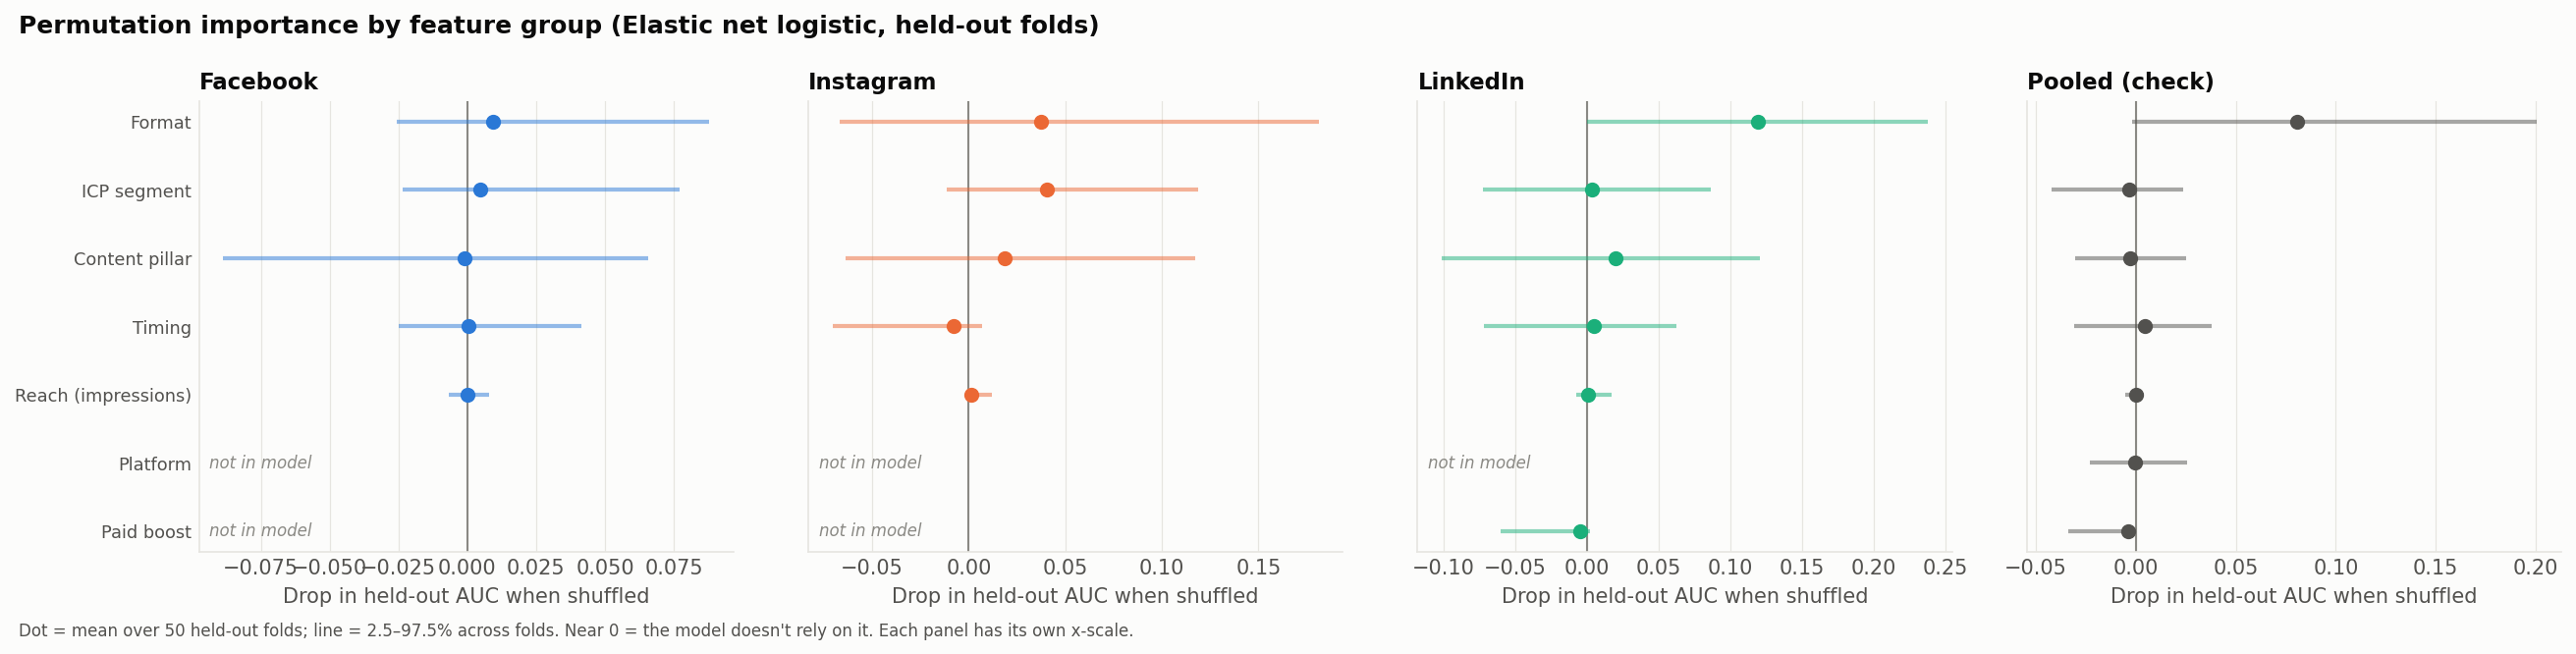 Permutation importance by feature group (Elastic net logistic, held-out folds)
Facebook
Instagram
LinkedIn
Pooled (check)
Format
ICP segment
Content pillar
Timing
Reach (impressions)
Platform
not in model
not in model
not in model
Paid boost
not in model
not in model
−0.075 −0.050 −0.025 0.000 0.025 0.050 0.075
−0.05 0.00 0.05 0.10 0.15
−0.10 −0.05 0.00 0.05 0.10 0.15 0.20 0.25
−0.05 0.00 0.05 0.10 0.15 0.20
Drop in held-out AUC when shuffled
Drop in held-out AUC when shuffled
Drop in held-out AUC when shuffled
Drop in held-out AUC when shuffled
Dot = mean over 50 held-out folds; line = 2.5–97.5% across folds. Near 0 = the model doesn't rely on it. Each panel has its own x-scale.